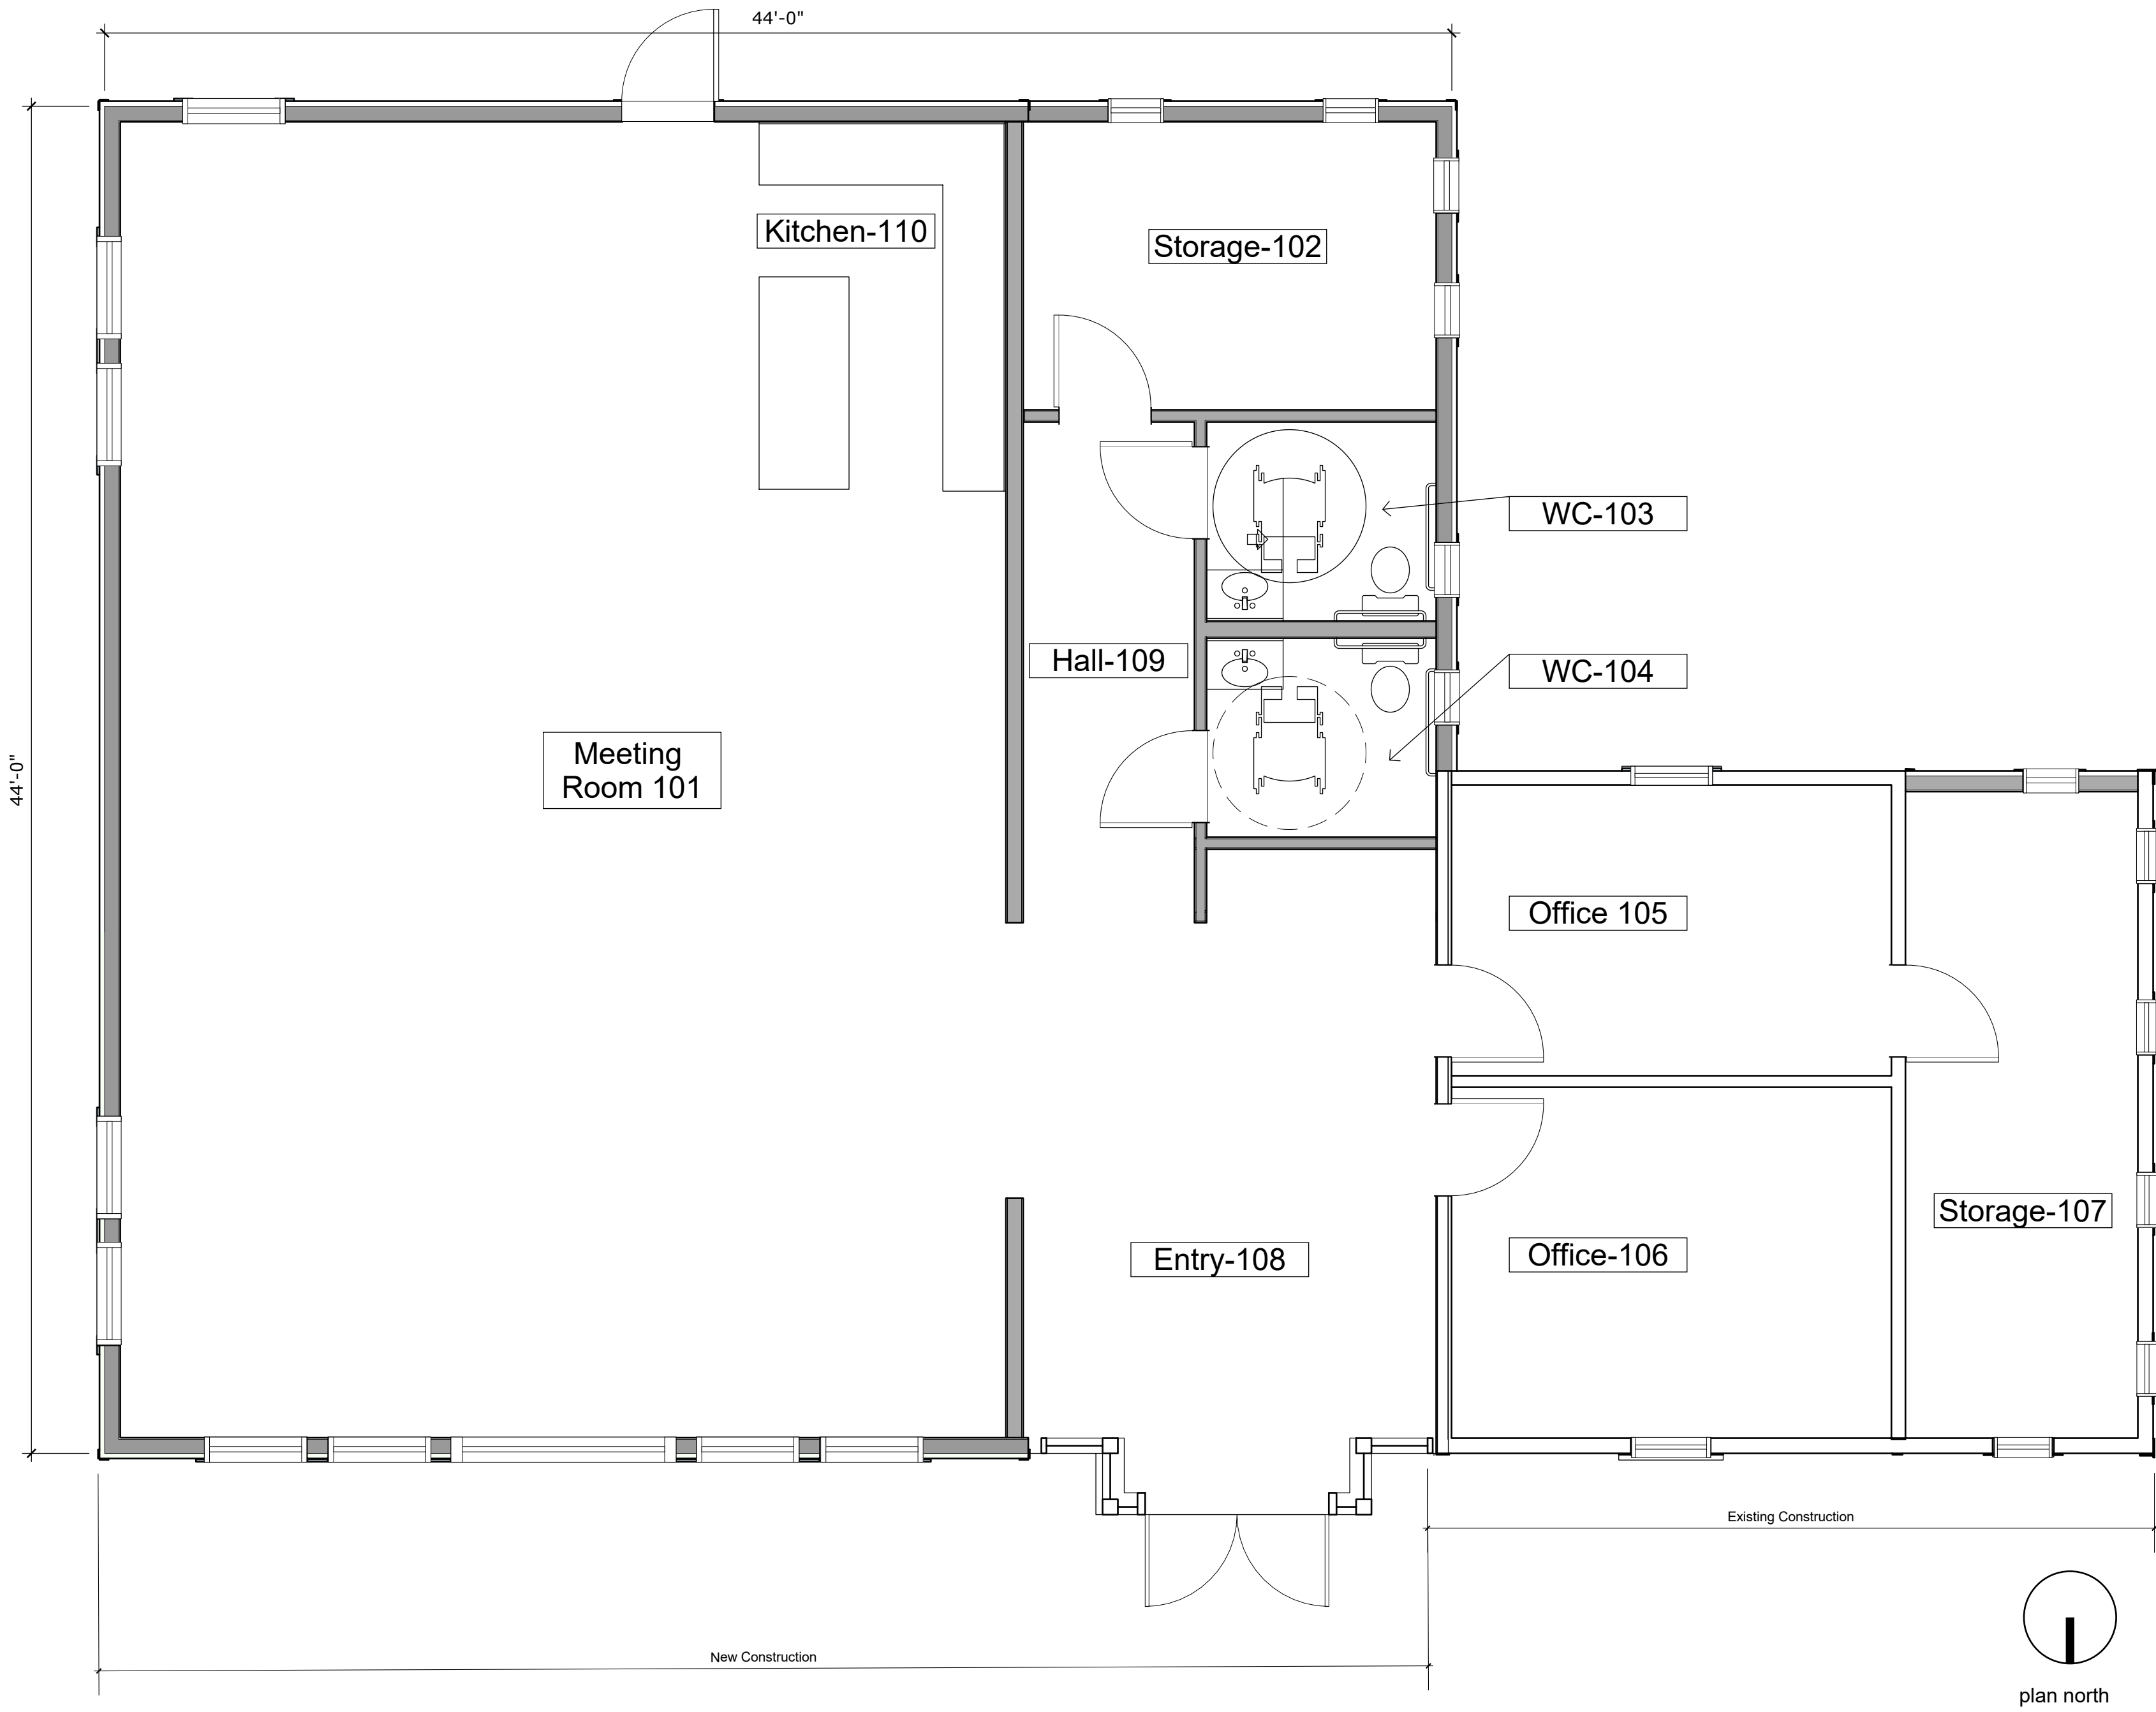 44'-0"
Kitchen-110
Storage-102
WC-103
Hall-109
WC-104
Meeting
Room 101
44'-0"
Office 105
Storage-107
Entry-108
Office-106
Existing Construction
New Construction
plan north